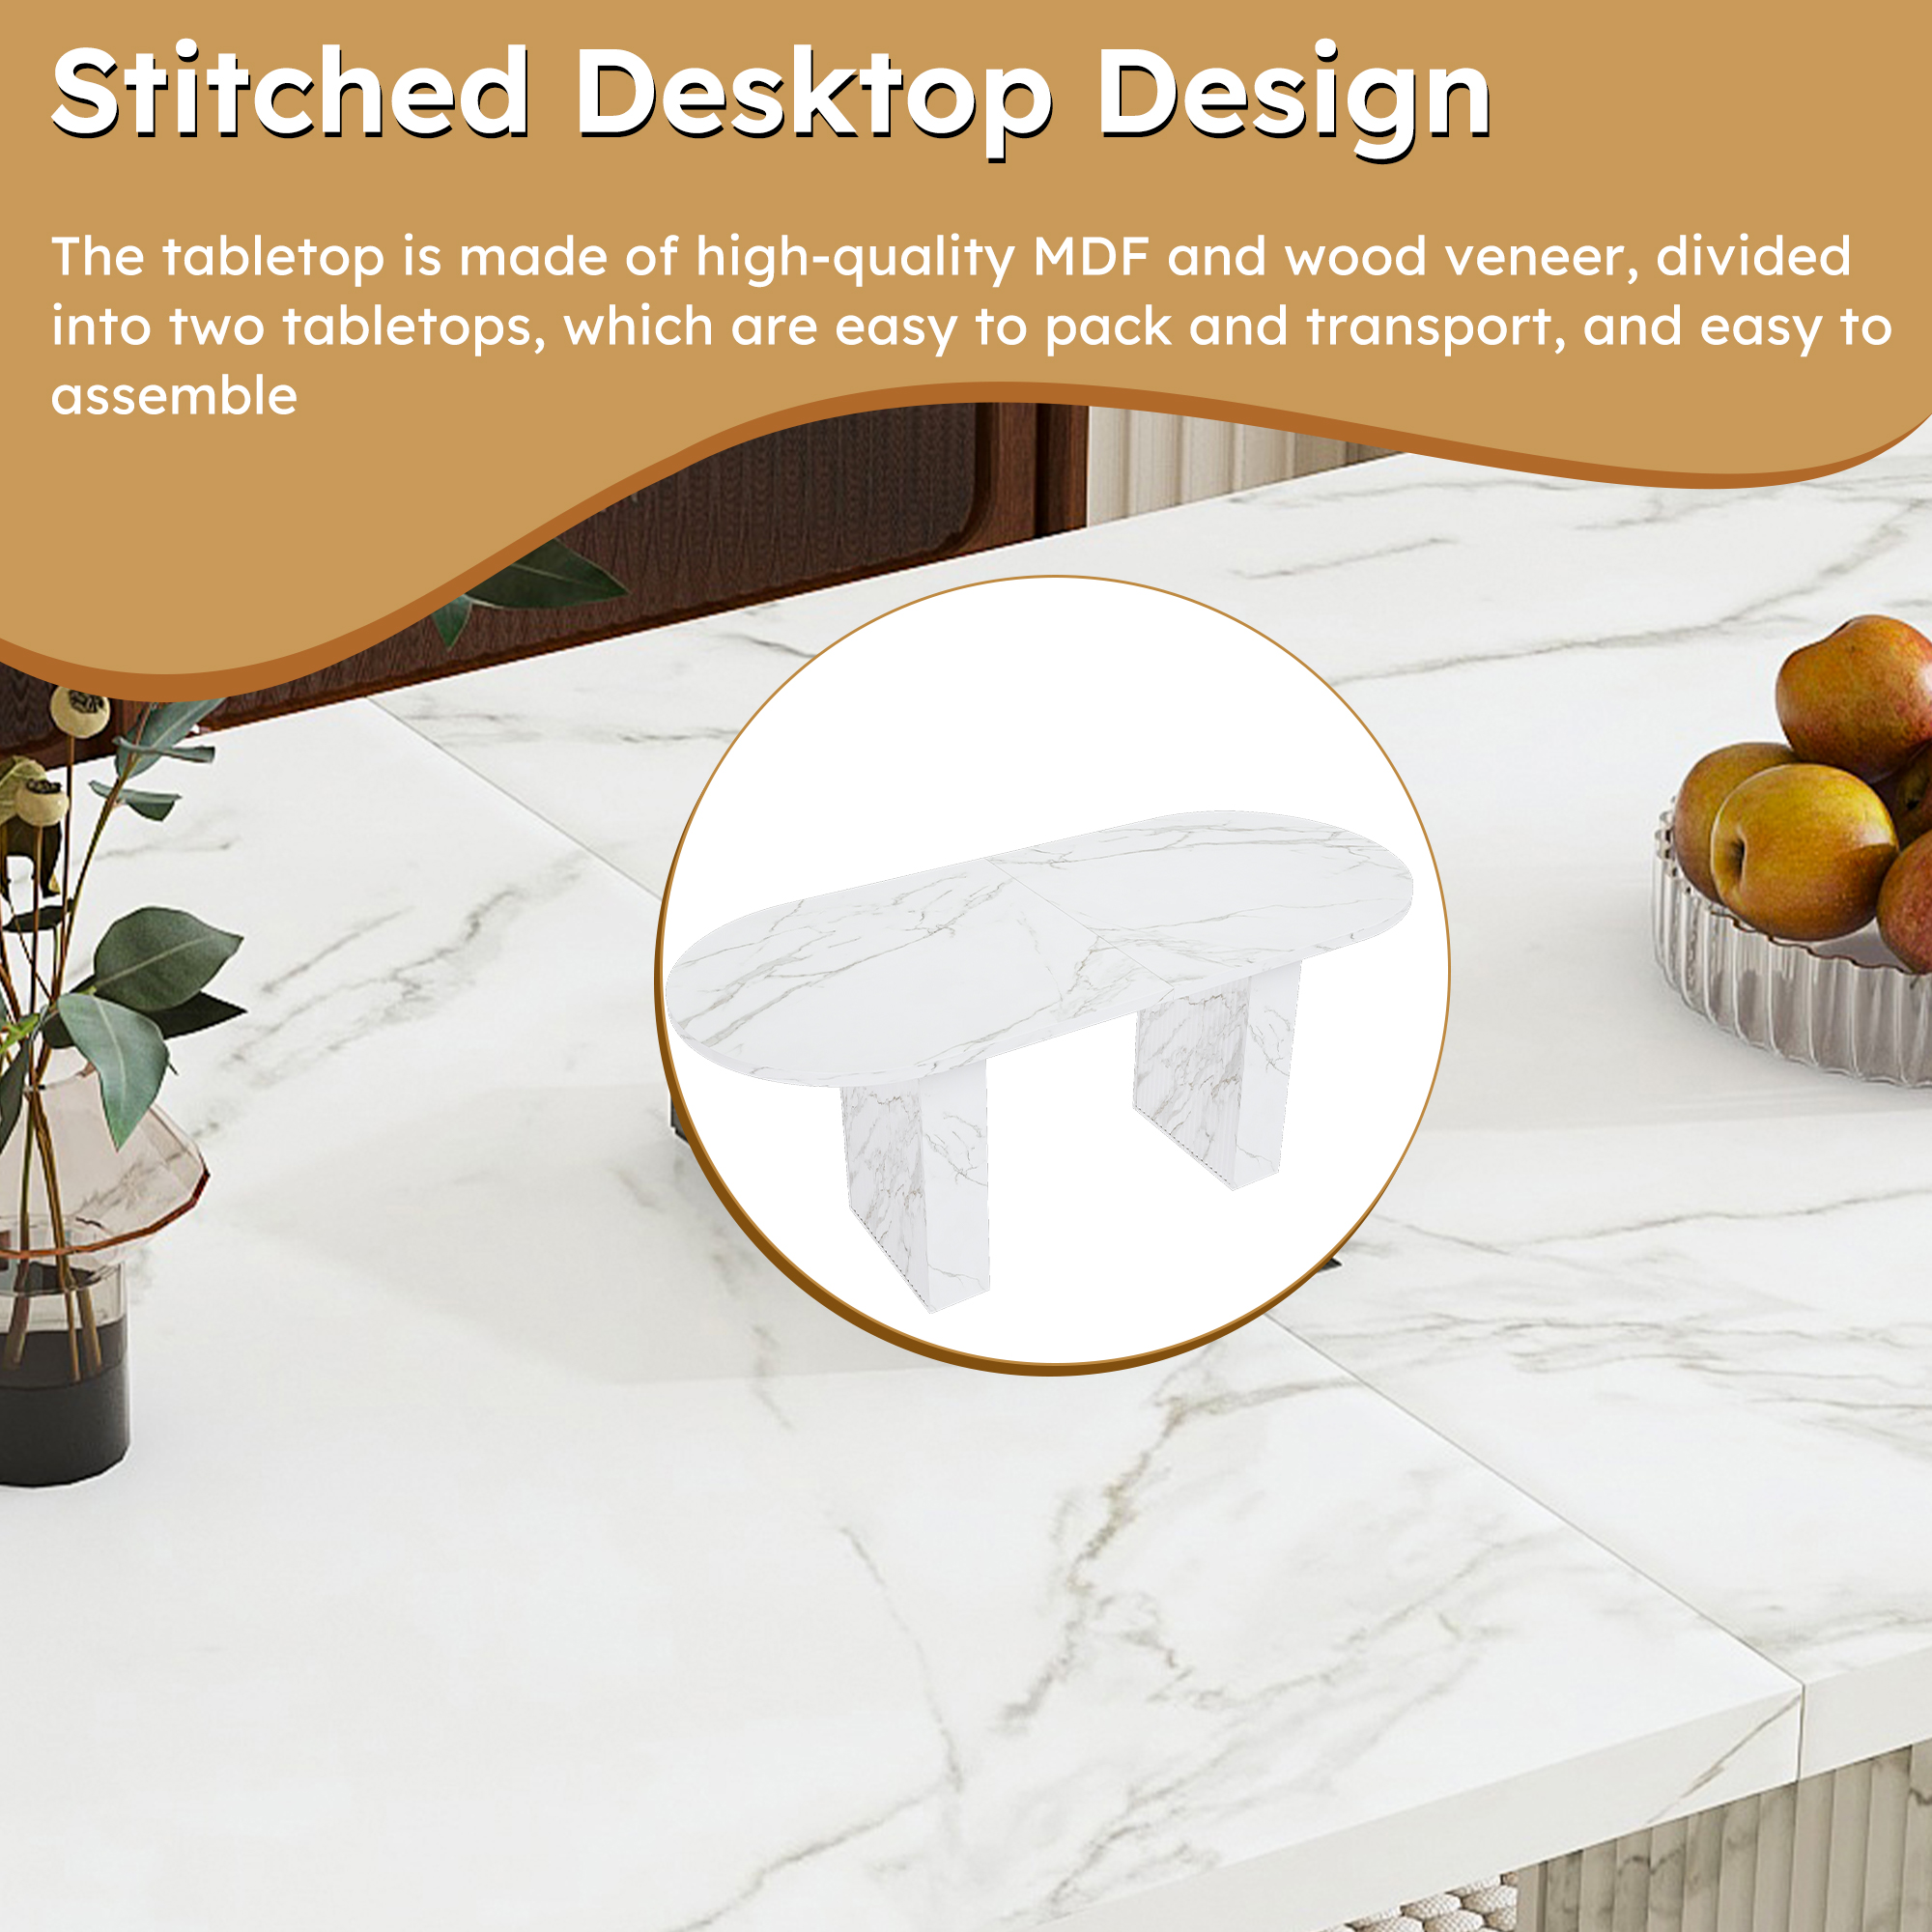 Stitched Desktop Design
The tabletop is made of high-quality MDF and wood veneer, divided
into two tabletops, which are easy to pack and transport, and easy to
assemble